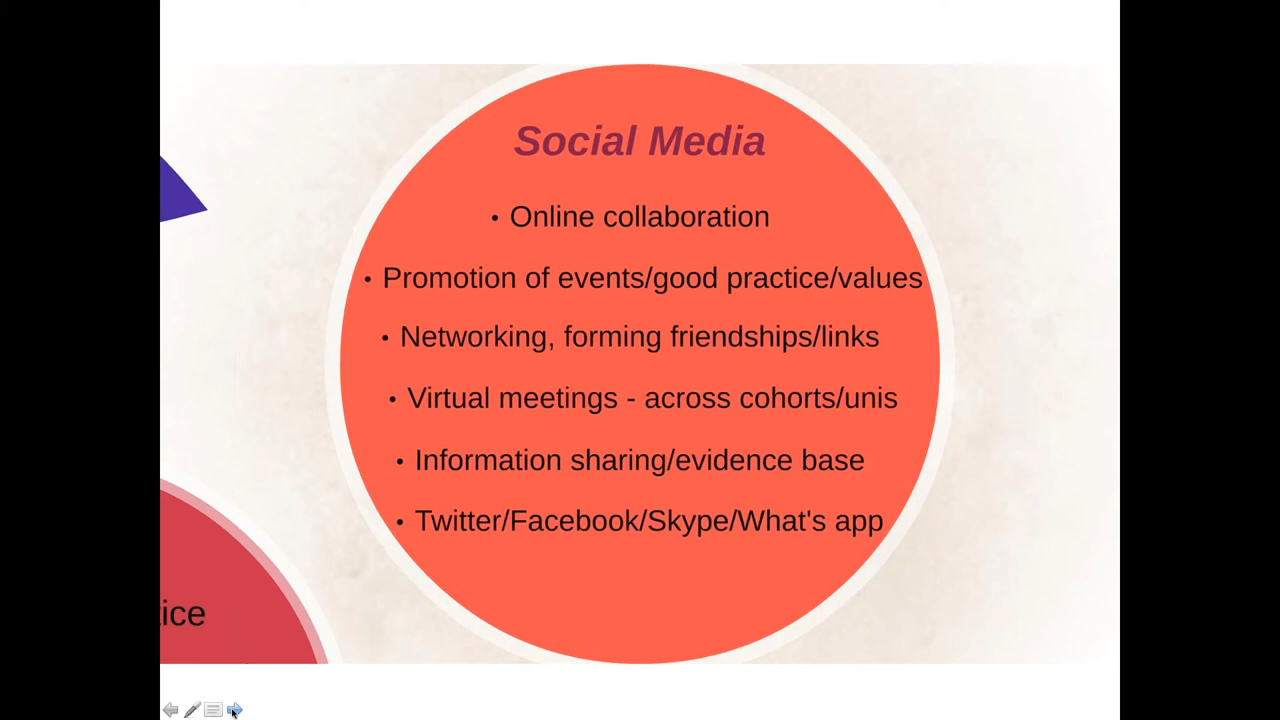 Social Media
• Online collaboration
• Promotion of events/good practice/values
• Networking, forming friendships/links
• Virtual meetings - across cohorts/unis
• Information sharing/evidence base
• Twitter/Facebook/Skype/What's app
tice